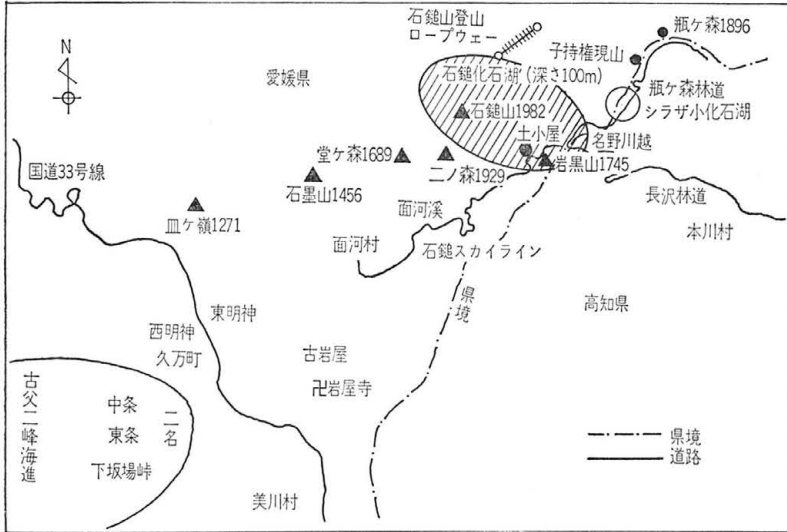 石鎚山登山
ロープウェー
瓶ケ森1896
子持権現山
N
愛媛県
石鎚化石湖(深さ100m)
瓶ケ森林道
シラザ小化石湖
石鎚山1982
土小屋
名野川越
堂ケ森1689
二ノ森1929
岩黒山1745
国道33号線
石墨山1456
長沢林道
皿ケ嶺1271
面河渓
面河村
石鎚スカイライン
本川村
県境
高知県
東明神
西明神
久万町
古岩屋
卍岩屋寺
古父二峰海進
中条
東条
下坂場峠
二名
美川村
県境
道路